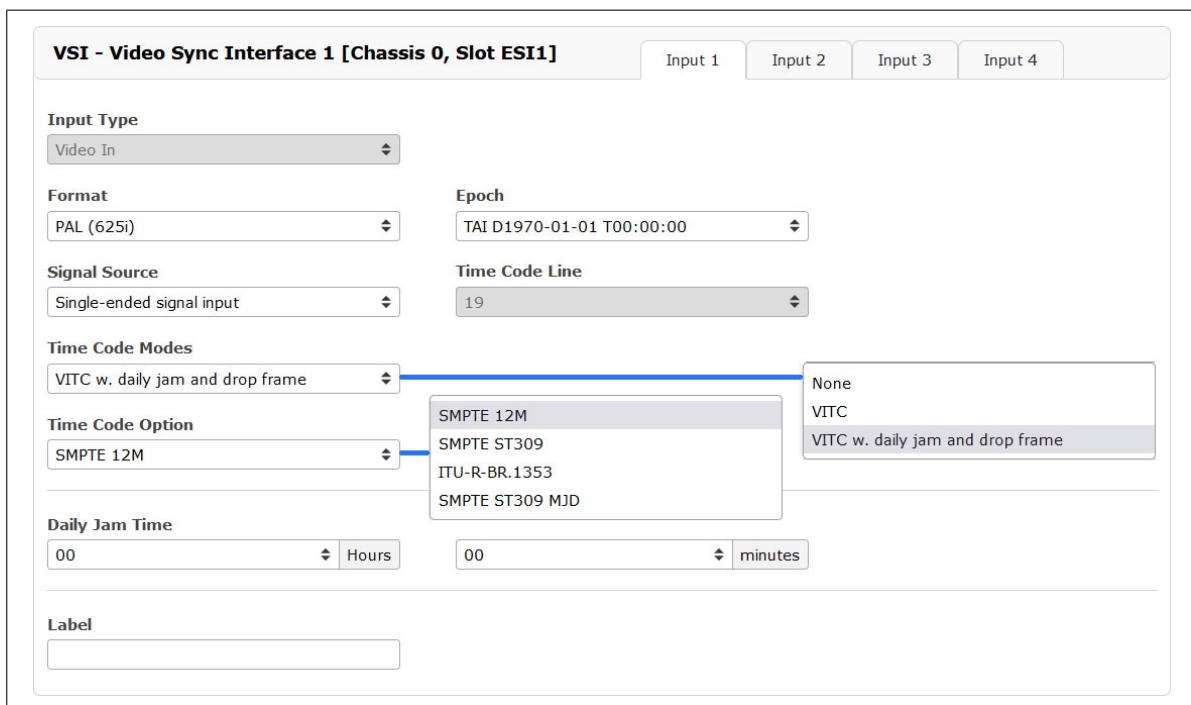 VSI - Video Sync Interface 1 [Chassis 0, Slot ESI1]
Input 1
Input 2
Input 3
Input 4
Input Type
Video In
Format
Epoch
PAL (625i)
TAI D1970-01-01 T00:00:00
Signal Source
Time Code Line
Single-ended signal input
19
Time Code Modes
VITC w. daily jam and drop frame
None
VITC
VITC w. daily jam and drop frame
Time Code Option
SMPTE 12M
SMPTE 12M
SMPTE ST309
ITU-R-BR.1353
SMPTE ST309 MJD
Daily Jam Time
00
Hours
00
minutes
Label